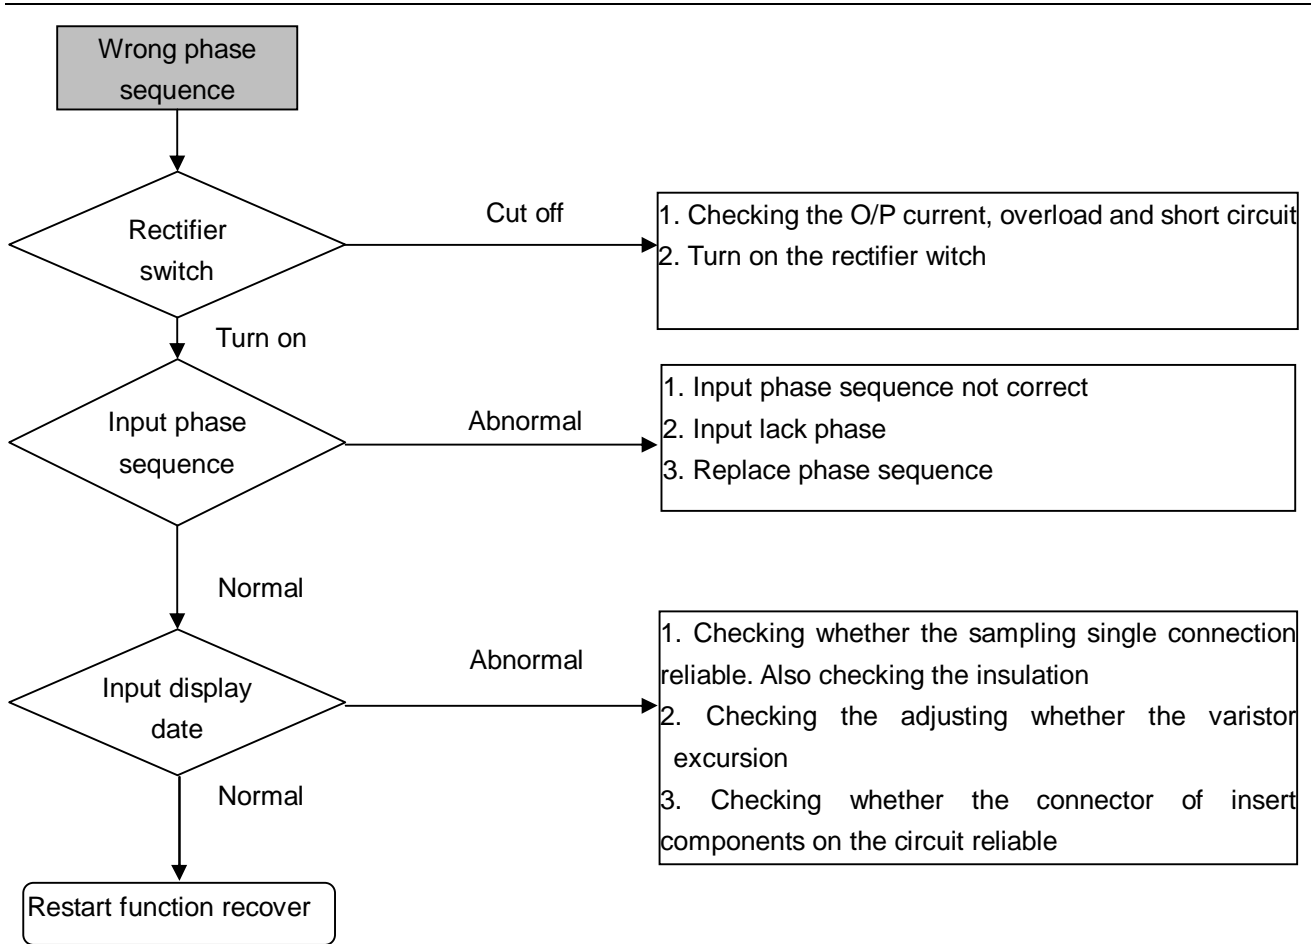 Wrong phase
sequence
Rectifier
switch
Cut off
1. Checking the O/P current, overload and short circuit
2. Turn on the rectifier witch
Turn on
Input phase
sequence
Abnormal
1. Input phase sequence not correct
2. Input lack phase
3. Replace phase sequence
Normal
Input display
date
Abnormal
1. Checking whether the sampling single connection
reliable. Also checking the insulation
2. Checking the adjusting whether the varistor
excursion
3. Checking whether the connector of insert
components on the circuit reliable
Normal
Restart function recover